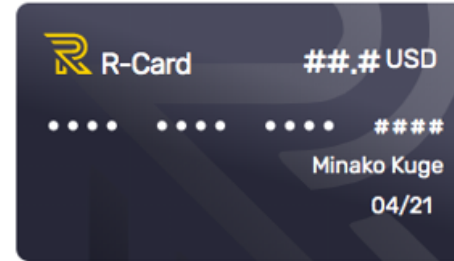 R-Card
##.# USD
•••• •••• •••• ####
Minako Kuge
04/21